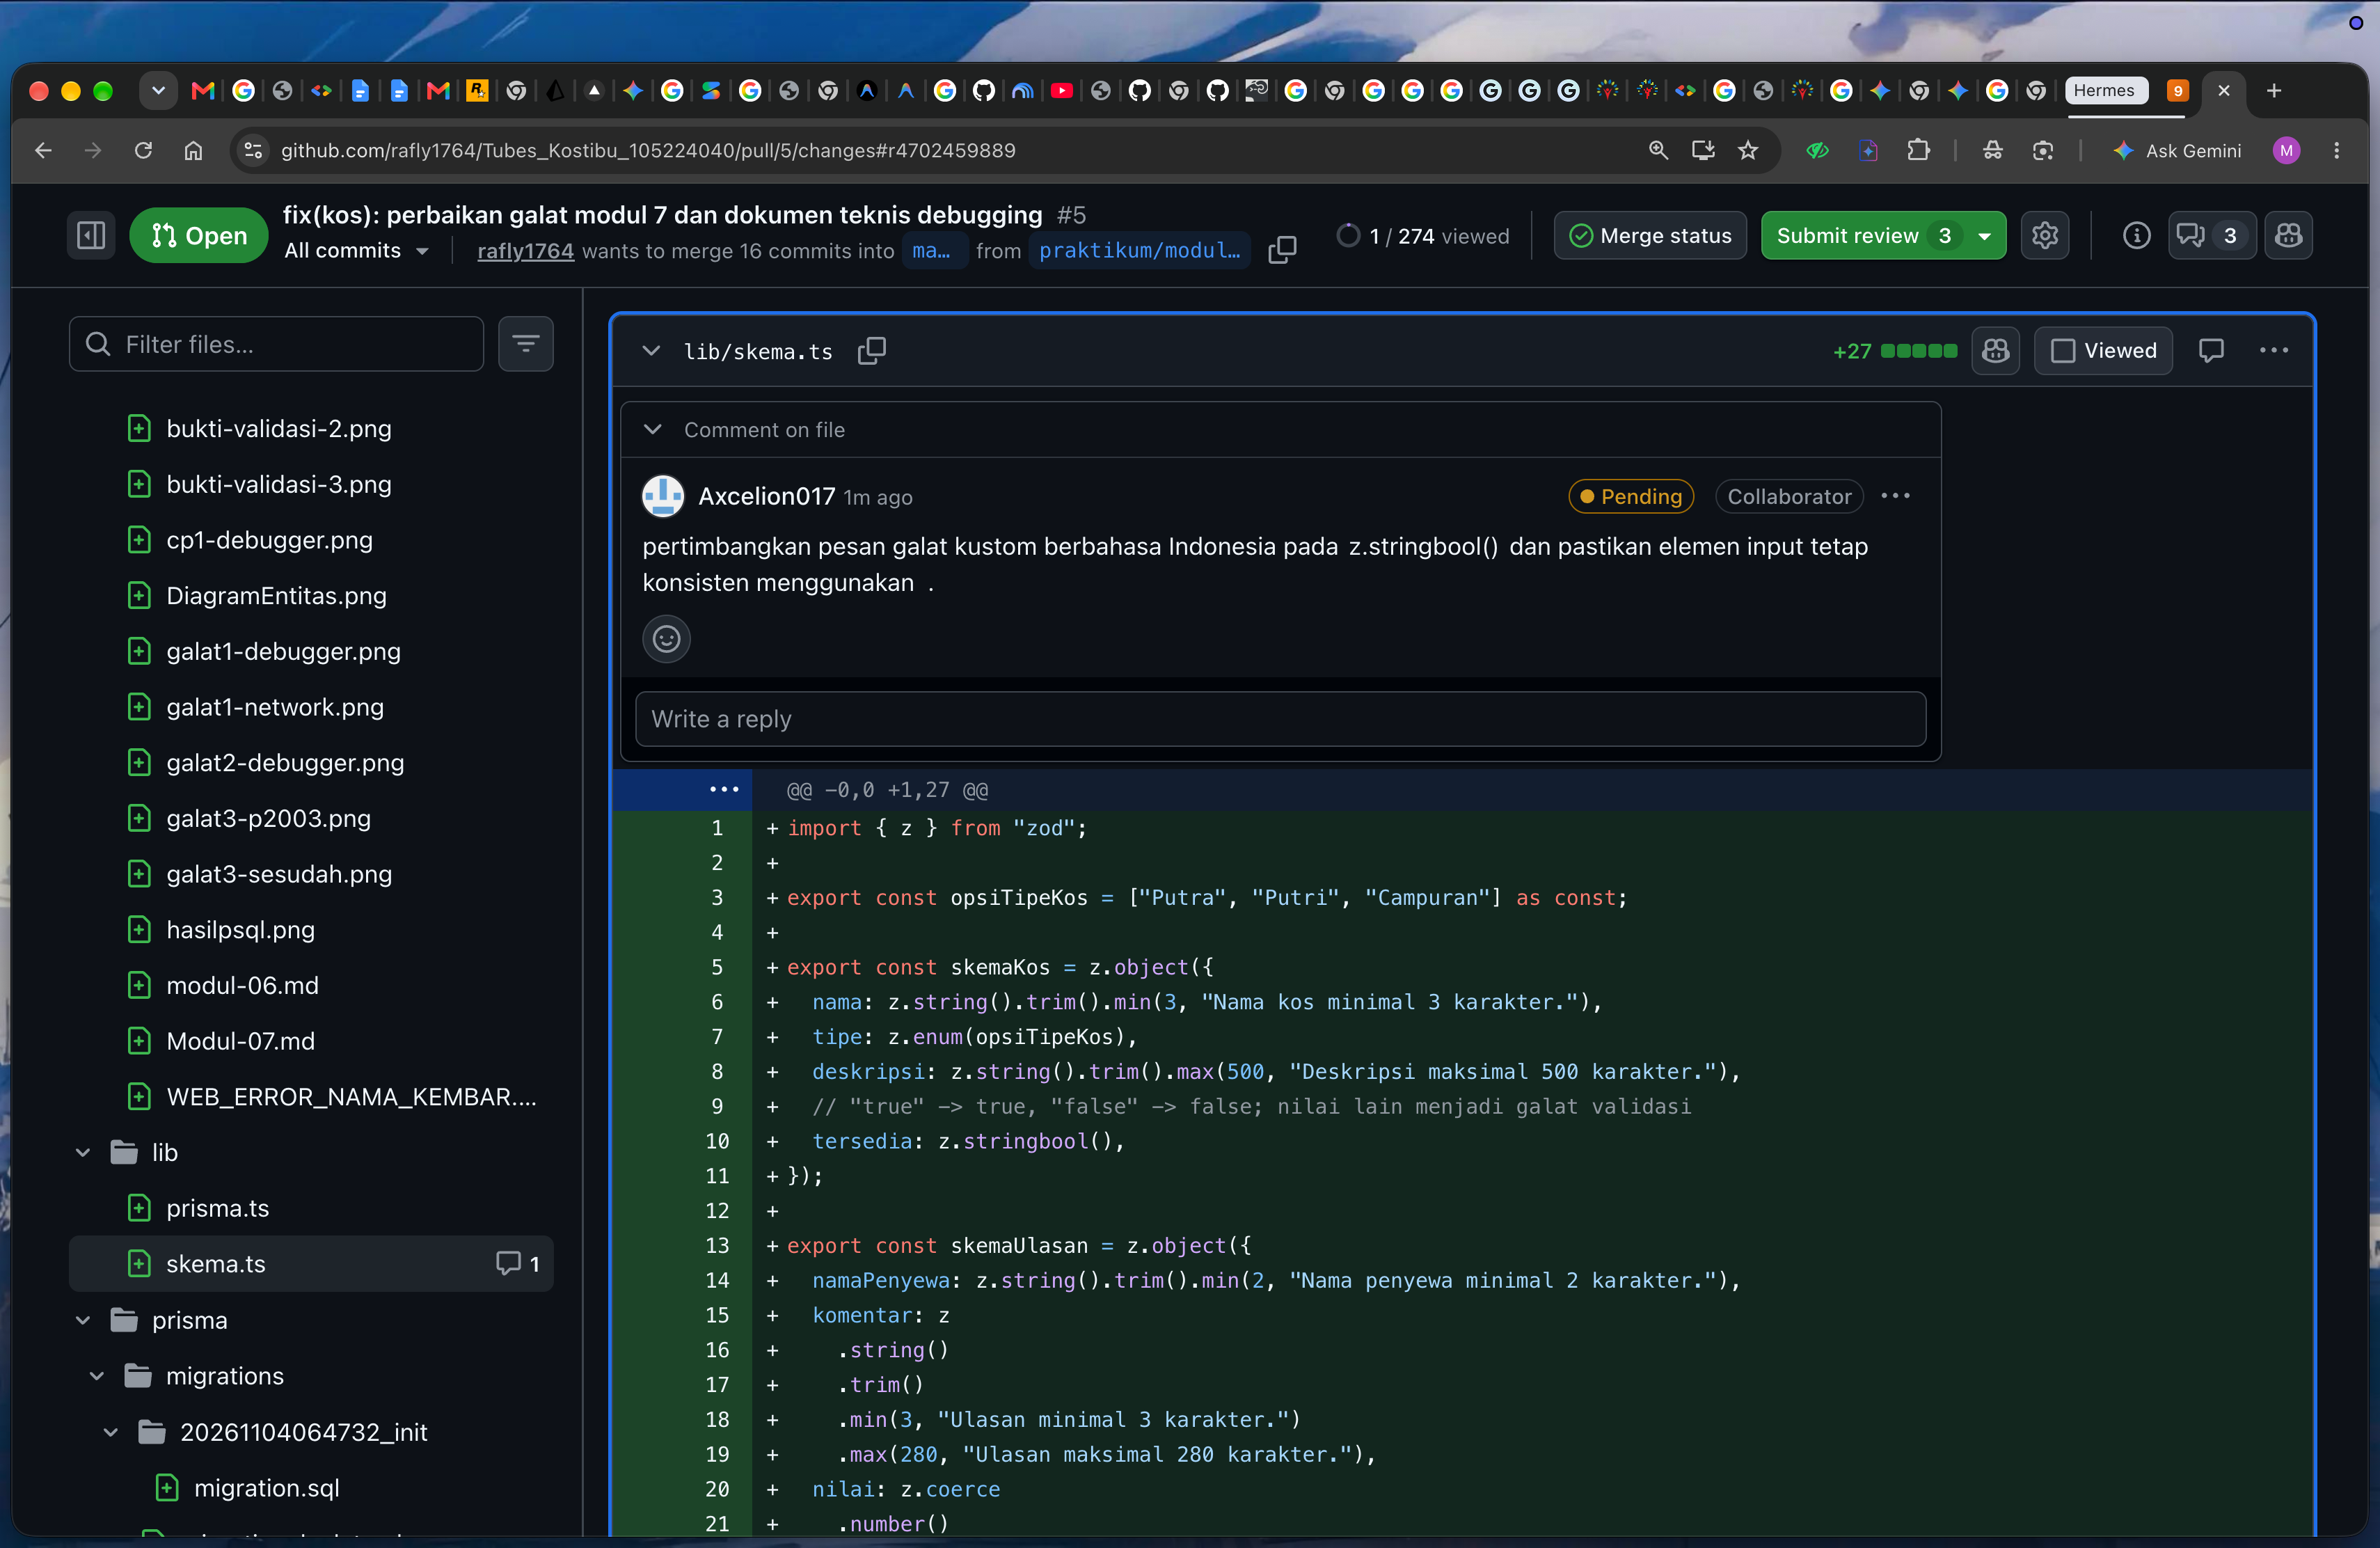 Hermes
9
github.com/rafly1764/Tubes_Kostibu_105224040/pull/5/changes#r4702459889
Ask Gemini
M
Open
fix(kos): perbaikan galat modul 7 dan dokumen teknis debugging #5
All commits
rafly1764 wants to merge 16 commits into ma... from praktikum/modul...
1 / 274 viewed
Merge status
Submit review 3
3
Filter files...
bukti-validasi-2.png
bukti-validasi-3.png
cp1-debugger.png
DiagramEntitas.png
galat1-debugger.png
galat1-network.png
galat2-debugger.png
galat3-p2003.png
galat3-sesudah.png
hasilpsql.png
modul-06.md
Modul-07.md
WEB_ERROR_NAMA_KEMBAR....
lib
prisma.ts
skema.ts 1
prisma
migrations
20261104064732_init
migration.sql
lib/skema.ts
+27
Viewed
Comment on file
Axcelion017 1m ago
Pending
Collaborator
pertimbangkan pesan galat kustom berbahasa Indonesia pada z.stringbool() dan pastikan elemen input tetap
konsisten menggunakan .
Write a reply
@@ -0,0 +1,27 @@
1 + import { z } from "zod";
2 +
3 + export const opsiTipeKos = ["Putra", "Putri", "Campuran"] as const;
4 +
5 + export const skemaKos = z.object({
6 + nama: z.string().trim().min(3, "Nama kos minimal 3 karakter."),
7 + tipe: z.enum(opsiTipeKos),
8 + deskripsi: z.string().trim().max(500, "Deskripsi maksimal 500 karakter."),
9 + // "true" -> true, "false" -> false; nilai lain menjadi galat validasi
10 + tersedia: z.stringbool(),
11 + });
12 +
13 + export const skemaUlasan = z.object({
14 + namaPenyewa: z.string().trim().min(2, "Nama penyewa minimal 2 karakter."),
15 + komentar: z
16 + .string()
17 + .trim()
18 + .min(3, "Ulasan minimal 3 karakter.")
19 + .max(280, "Ulasan maksimal 280 karakter."),
20 + nilai: z.coerce
21 + .number()